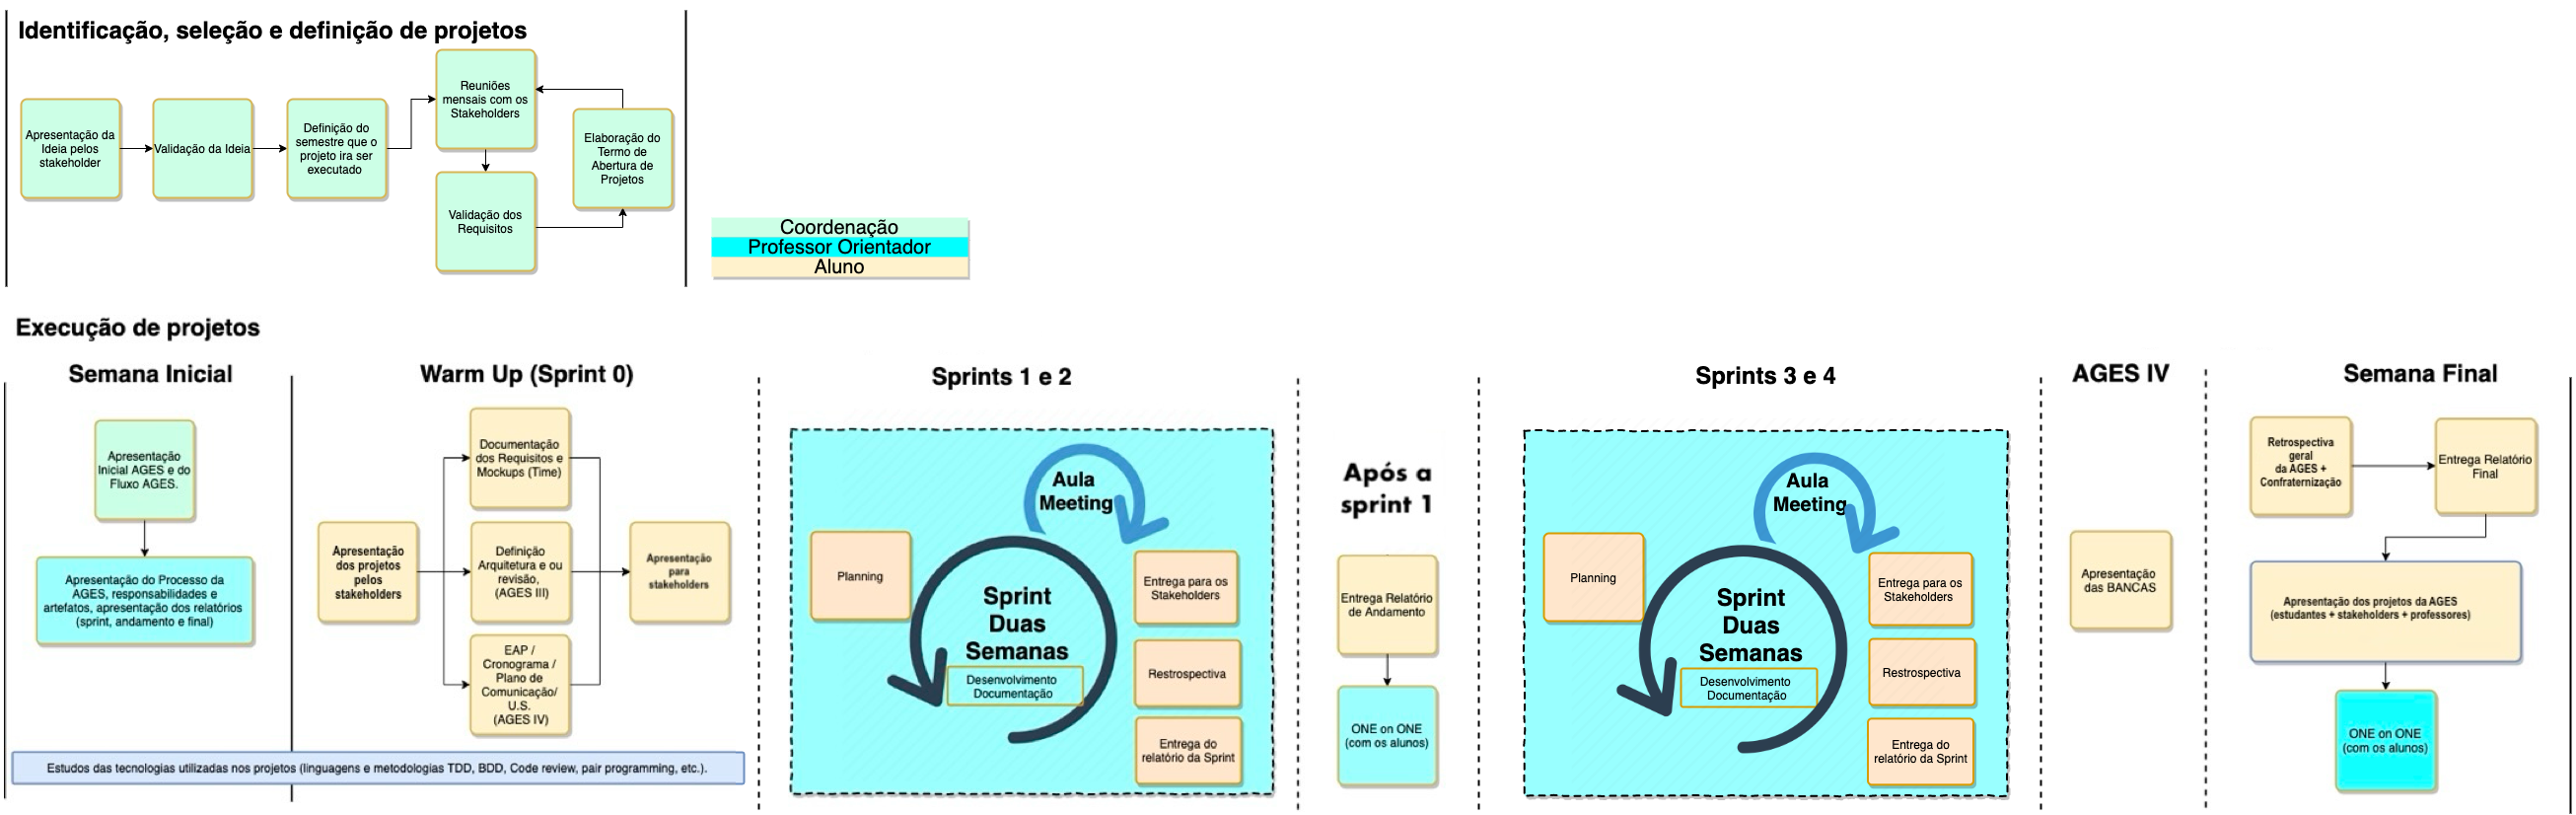 Identificação, seleção e definição de projetos
Apresentação da
Ideia pelos
stakeholder
Validação da Ideia
Definição do
semestre que o
projeto ira ser
executado
Reuniões
mensais com os
Stakeholders
Validação dos
Requisitos
Elaboração do
Termo de
Abertura de
Projetos
Coordenação
Professor Orientador
Aluno
Execução de projetos
Semana Inicial
Apresentação
Inicial AGES e do
Fluxo AGES.
Apresentação do Processo da
AGES, responsabilidades e
artefatos, apresentação dos relatórios
(sprint, andamento e final)
Warm Up (Sprint 0)
Apresentação
dos projetos
pelos
stakeholders
Documentação
dos Requisitos e
Mockups (Time)
Definição
Arquitetura e ou
revisão,
(AGES III)
EAP /
Cronograma /
Plano de
Comunicação/
U.S.
(AGES IV)
Apresentação
para
stakeholders
Estudos das tecnologias utilizadas nos projetos (linguagens e metodologias TDD, BDD, Code review, pair programming, etc.).
Sprints 1 e 2
Planning
Aula
Meeting
Sprint
Duas
Semanas
Desenvolvimento
Documentação
Entrega para os
Stakeholders
Restrospectiva
Entrega do
relatório da Sprint
Após a
sprint 1
Entrega Relatório
de Andamento
ONE on ONE
(com os alunos)
Sprints 3 e 4
Planning
Aula
Meeting
Sprint
Duas
Semanas
Desenvolvimento
Documentação
Entrega para os
Stakeholders
Restrospectiva
Entrega do
relatório da Sprint
AGES IV
Apresentação
das BANCAS
Semana Final
Retrospectiva
geral
da AGES +
Confraternização
Entrega Relatório
Final
Apresentação dos projetos da AGES
(estudantes + stakeholders + professores)
ONE on ONE
(com os alunos)